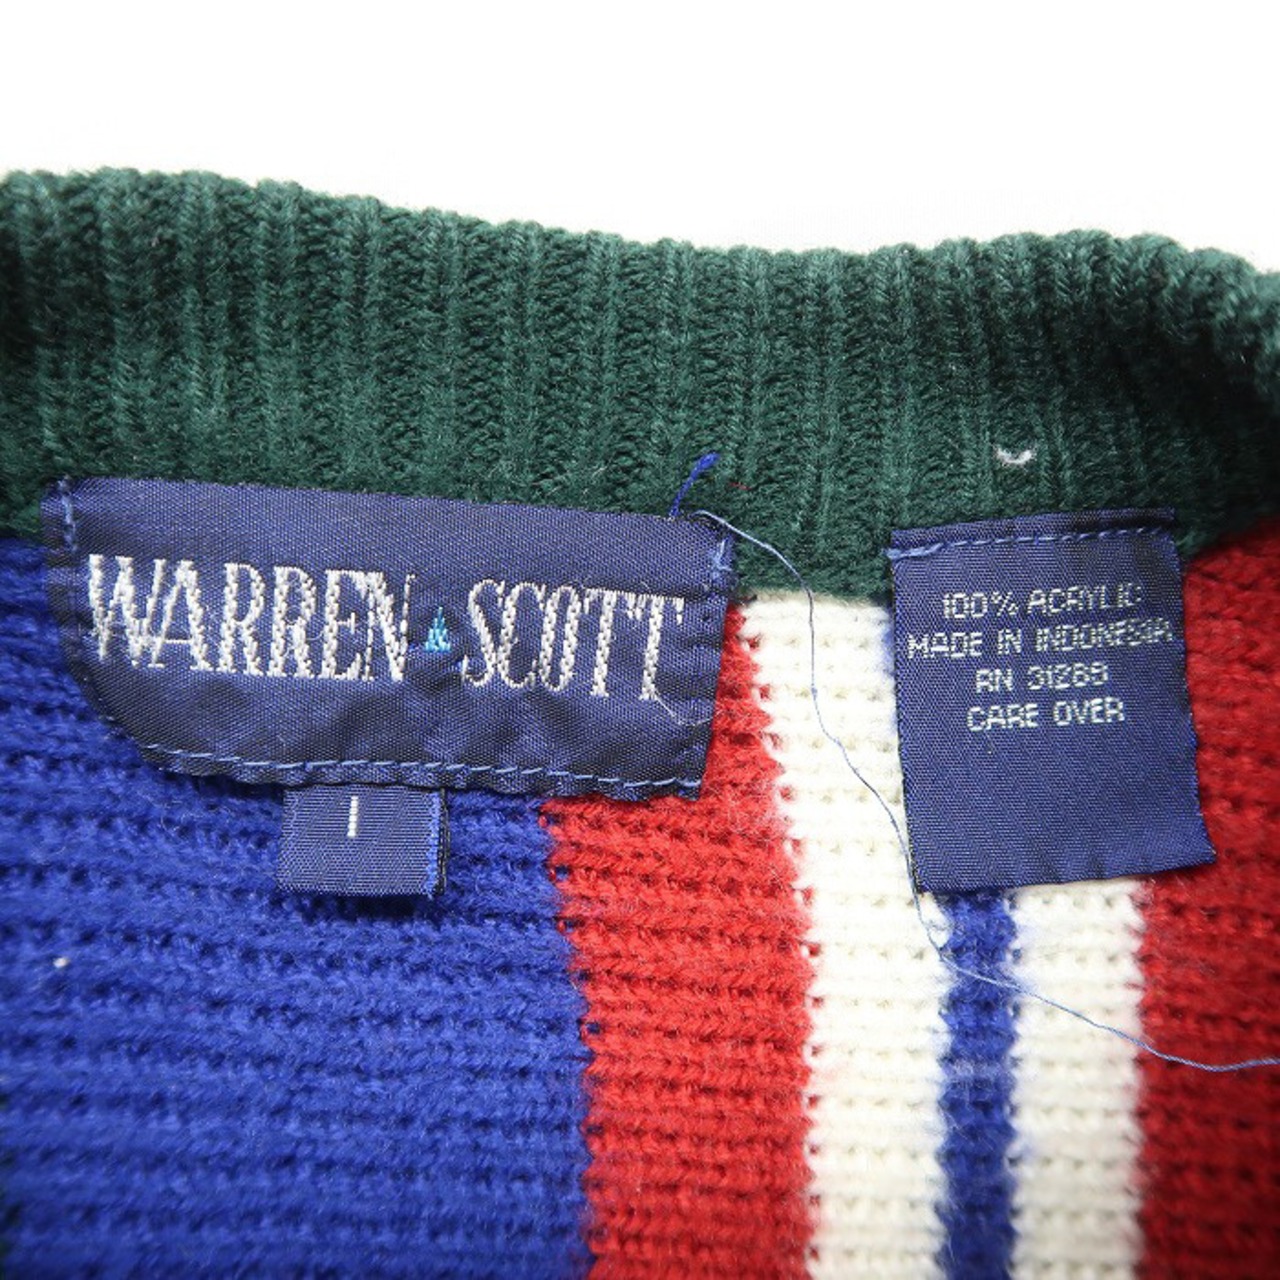 WARREN SCOTT
100% ACRYLIC
MADE IN INDONESIA
RN 31288
CARE OVER